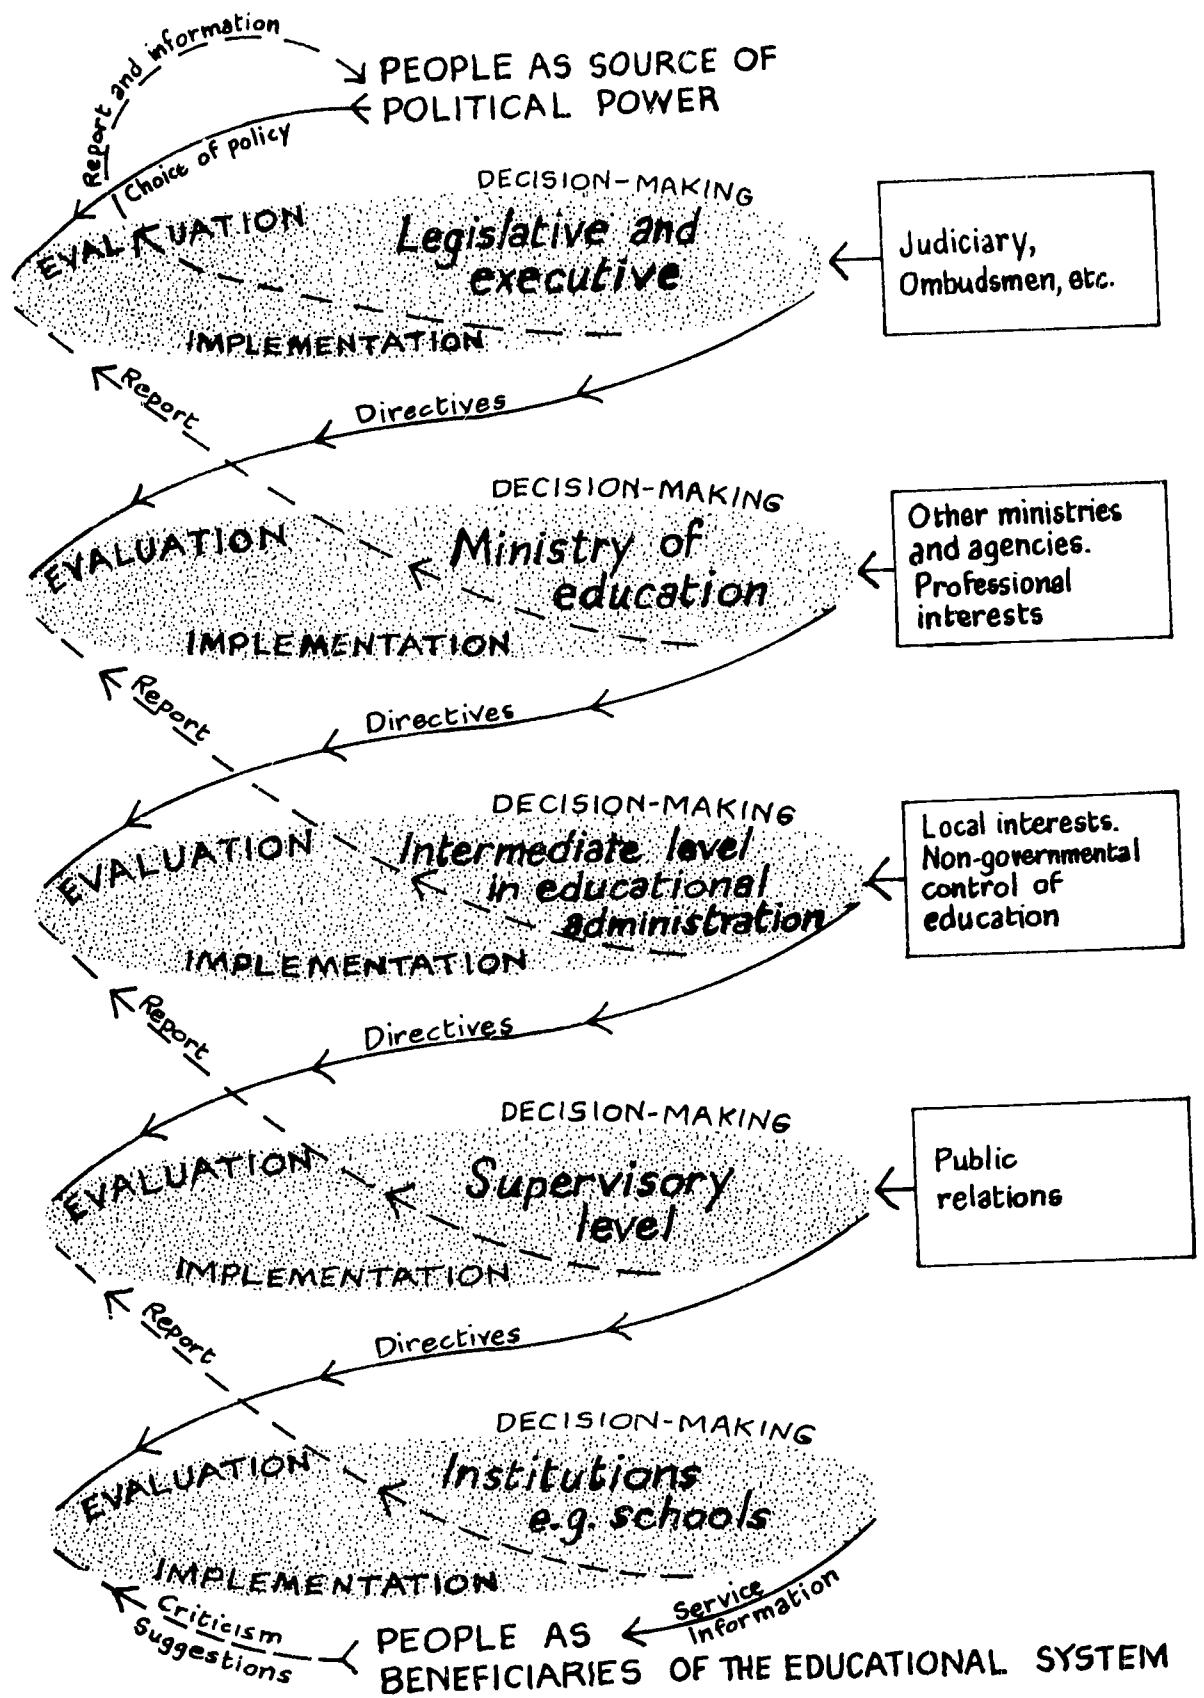 Report and information
PEOPLE AS SOURCE OF
POLITICAL POWER
Choice of policy
DECISION-MAKING
EVALUATION
Legislative and
executive
IMPLEMENTATION
Judiciary,
Ombudsmen, etc.
Report
Directives
DECISION-MAKING
EVALUATION
Ministry of
education
IMPLEMENTATION
Other ministries
and agencies.
Professional
interests
Report
Directives
DECISION-MAKING
EVALUATION
Intermediate level
in educational
administration
IMPLEMENTATION
Local interests.
Non-governmental
control of
education
Report
Directives
DECISION-MAKING
EVALUATION
Supervisory
level
IMPLEMENTATION
Public
relations
Report
Directives
DECISION-MAKING
EVALUATION
Institutions
e.g. schools
IMPLEMENTATION
Criticism
Suggestions
Service
Information
PEOPLE AS
BENEFICIARIES OF THE EDUCATIONAL SYSTEM